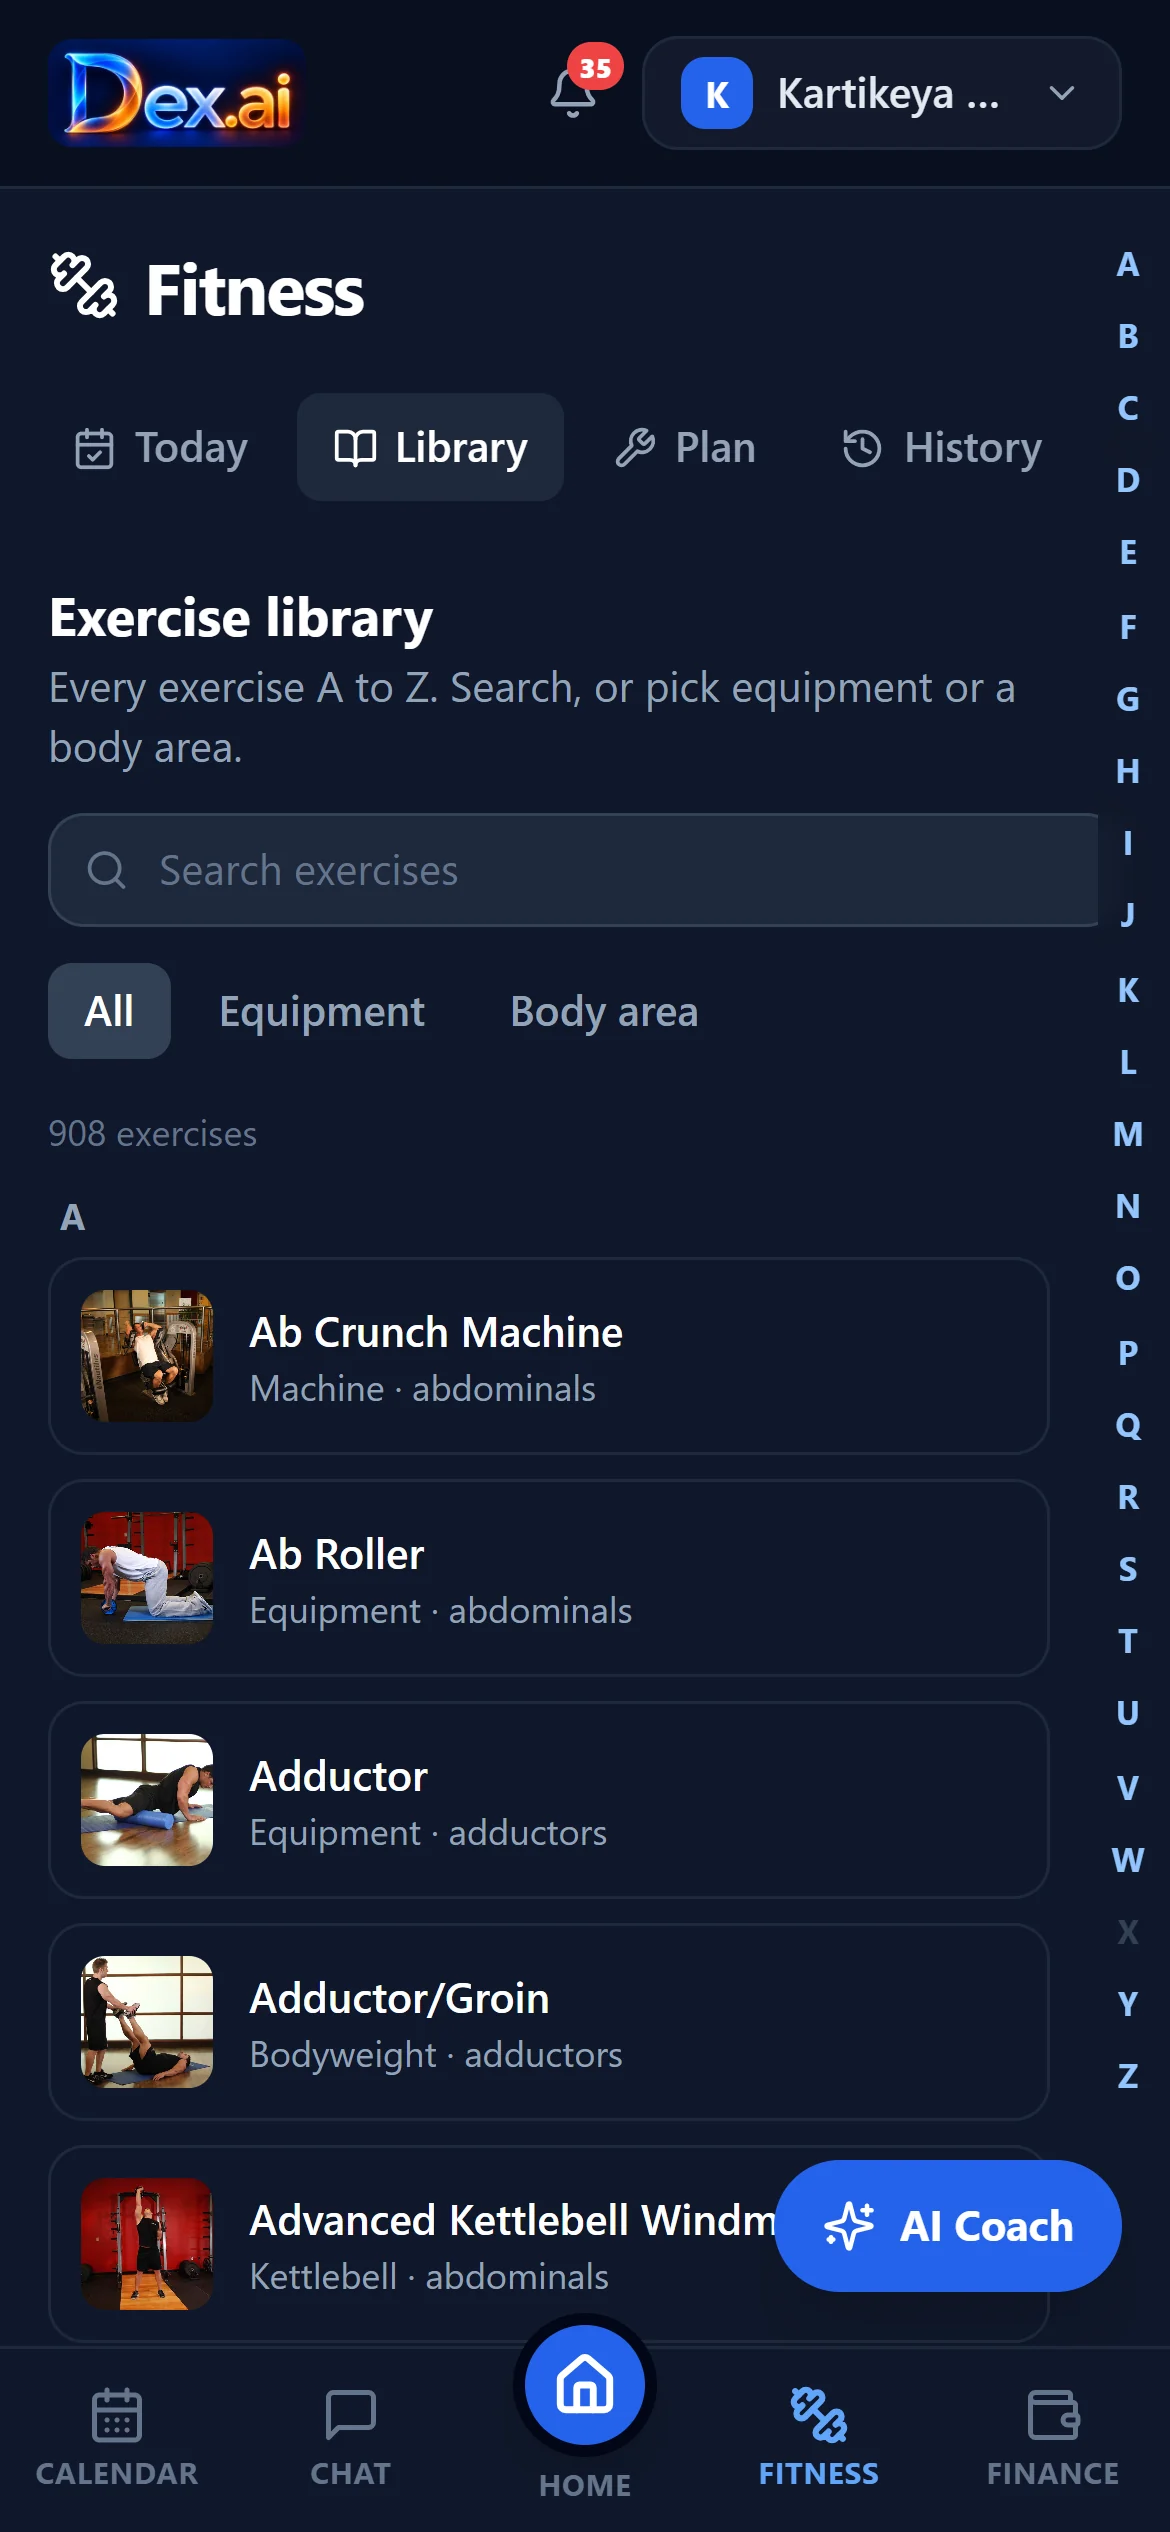 Dex.ai
35
K
Kartikeya ...
Fitness
Today
Library
Plan
History
Exercise library
Every exercise A to Z. Search, or pick equipment or a
body area.
Search exercises
All
Equipment
Body area
908 exercises
A
Ab Crunch Machine
Machine · abdominals
Ab Roller
Equipment · abdominals
Adductor
Equipment · adductors
Adductor/Groin
Bodyweight · adductors
Advanced Kettlebell
Kettlebell · abdominals
A
B
C
D
E
F
G
H
I
J
K
L
M
N
O
P
Q
R
S
T
U
V
W
X
Y
Z
AI Coach
CALENDAR
CHAT
HOME
FITNESS
FINANCE